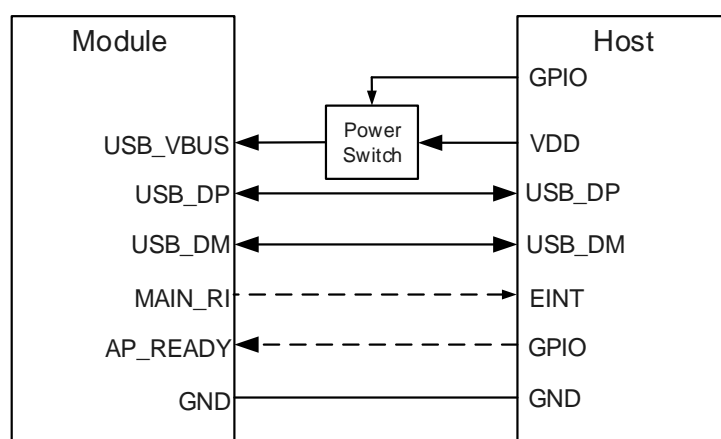 Module
Host
GPIO
Power
Switch
USB_VBUS
VDD
USB_DP
USB_DP
USB_DM
USB_DM
MAIN_RI
EINT
AP_READY
GPIO
GND
GND